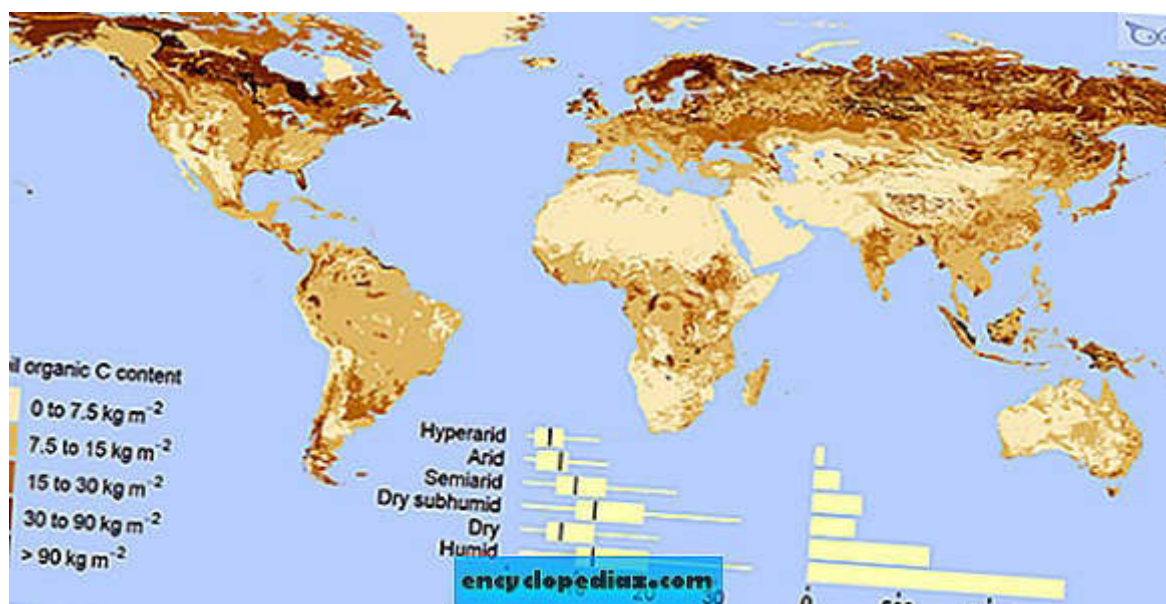 il organic C content
0 to 7.5 kg m⁻²
7.5 to 15 kg m⁻²
15 to 30 kg m⁻²
30 to 90 kg m⁻²
> 90 kg m⁻²
Hyperarid
Arid
Semiarid
Dry subhumid
Dry
Humid
20 30
0
encyclopediaz.com